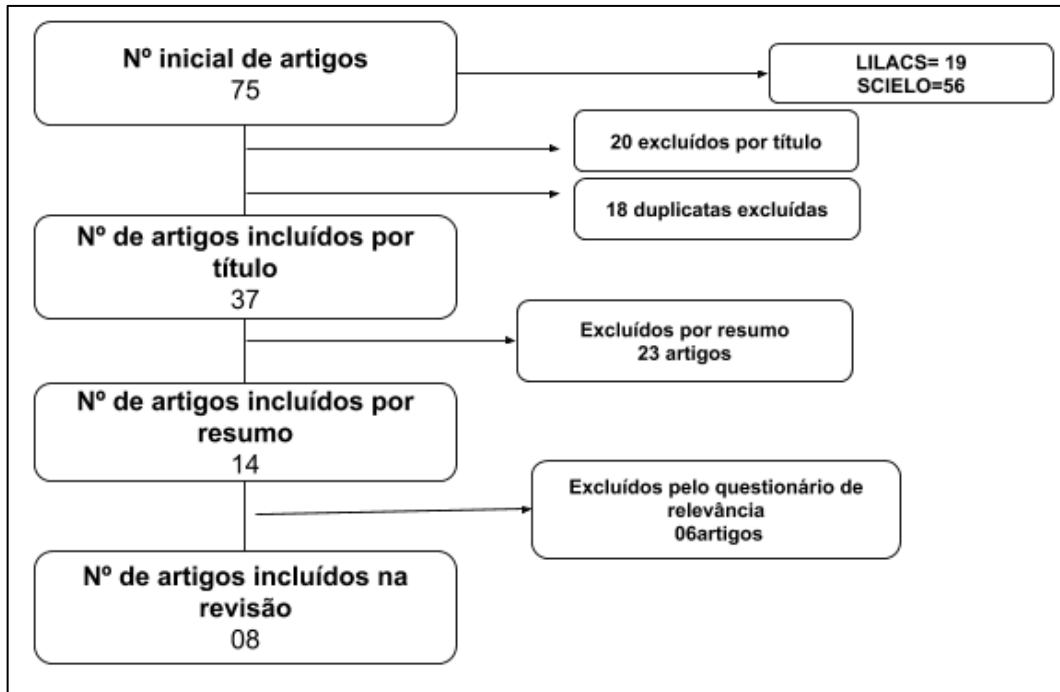 Nº inicial de artigos
75
LILACS= 19
SCIELO=56
20 excluídos por título
18 duplicatas excluídas
Nº de artigos incluídos por
título
37
Excluídos por resumo
23 artigos
Nº de artigos incluídos por
resumo
14
Excluídos pelo questionário de
relevância
06artigos
Nº de artigos incluídos na
revisão
08